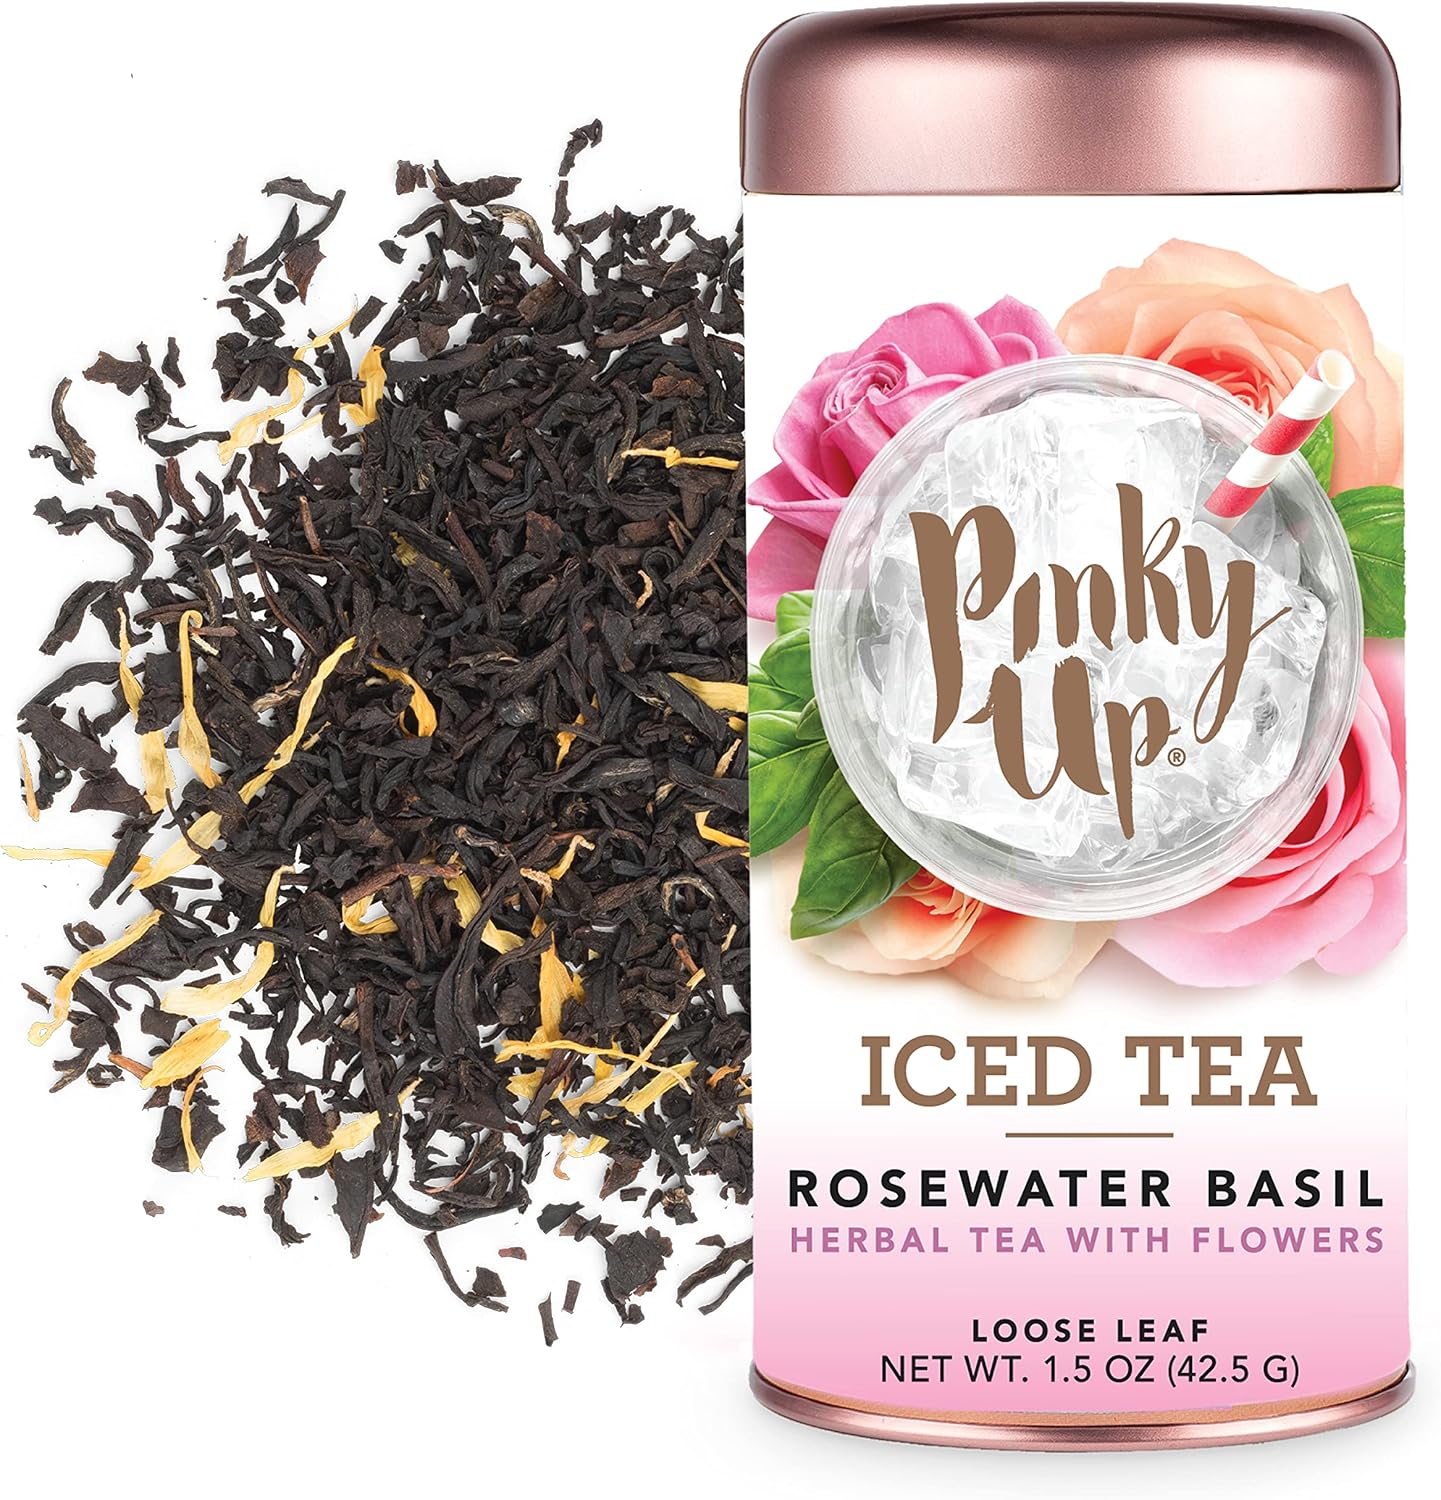 Pinky
Up®
ICED TEA
ROSEWATER BASIL
HERBAL TEA WITH FLOWERS
LOOSE LEAF
NET WT. 1.5 OZ (42.5 G)